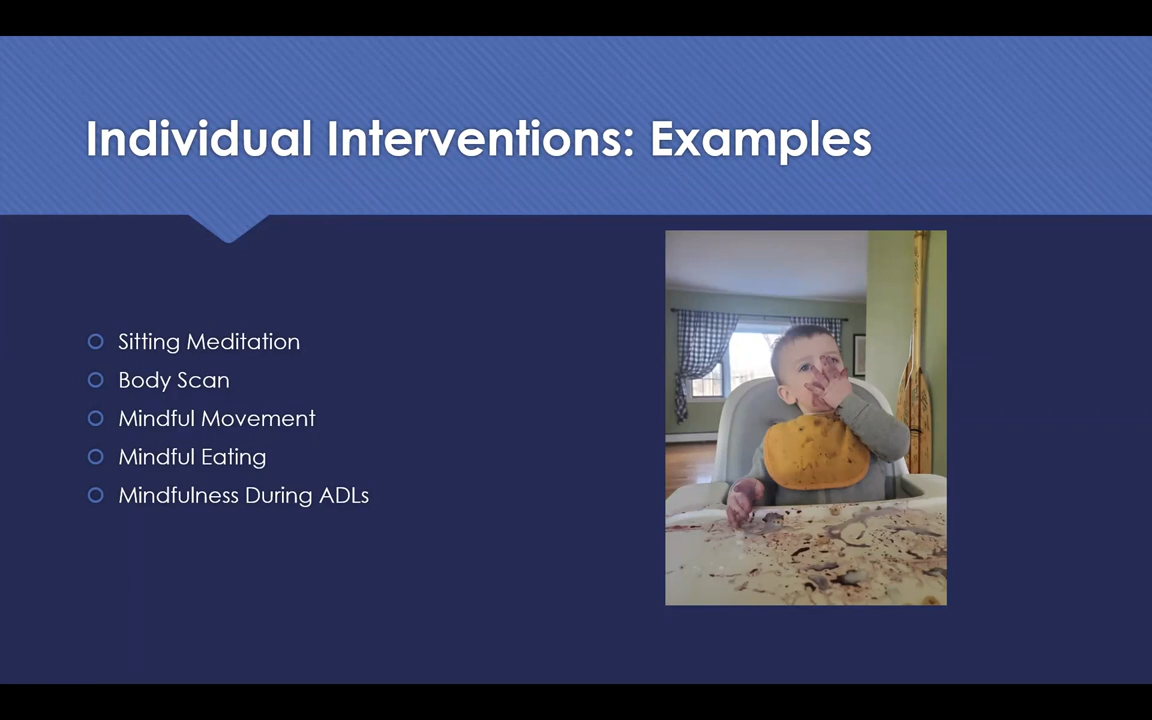 Individual Interventions: Examples
Sitting Meditation
Body Scan
Mindful Movement
Mindful Eating
Mindfulness During ADLs